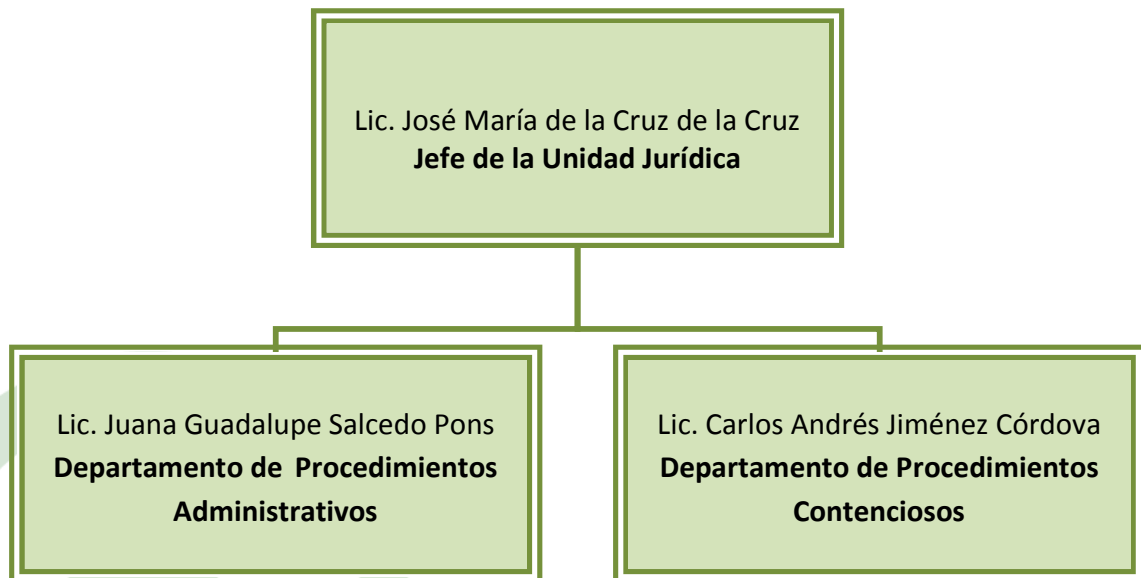 Lic. José María de la Cruz de la Cruz
Jefe de la Unidad Jurídica
Lic. Juana Guadalupe Salcedo Pons
Departamento de Procedimientos
Administrativos
Lic. Carlos Andrés Jiménez Córdova
Departamento de Procedimientos
Contenciosos